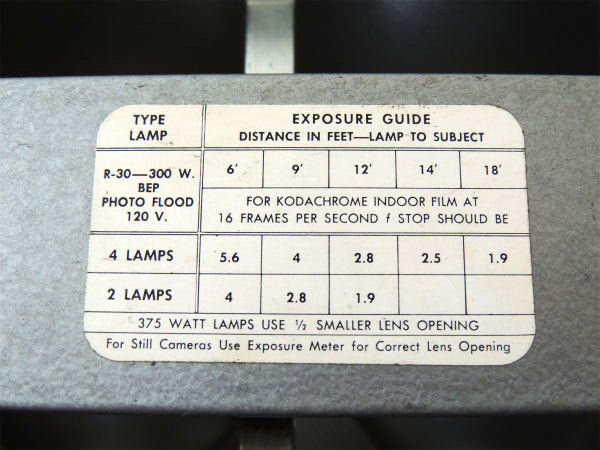 TYPE LAMP
EXPOSURE GUIDE
DISTANCE IN FEET—LAMP TO SUBJECT
R-30—300 W.
BEP
PHOTO FLOOD
120 V.
6′ 9′ 12′ 14′ 18′
FOR KODACHROME INDOOR FILM AT
16 FRAMES PER SECOND f STOP SHOULD BE
4 LAMPS 5.6 4 2.8 2.5 1.9
2 LAMPS 4 2.8 1.9
375 WATT LAMPS USE ½ SMALLER LENS OPENING
For Still Cameras Use Exposure Meter for Correct Lens Opening